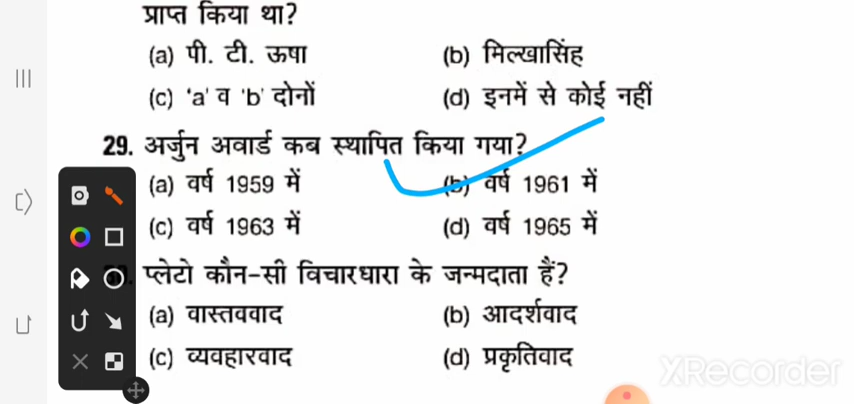 प्राप्त किया था?
(a) पी. टी. ऊषा (b) मिल्खासिंह
(c) 'a' व 'b' दोनों (d) इनमें से कोई नहीं
29. अर्जुन अवार्ड कब स्थापित किया गया?
(a) वर्ष 1959 में (b) वर्ष 1961 में
(c) वर्ष 1963 में (d) वर्ष 1965 में
प्लेटो कौन-सी विचारधारा के जन्मदाता हैं?
(a) वास्तववाद (b) आदर्शवाद
(c) व्यवहारवाद (d) प्रकृतिवाद
XRecorder